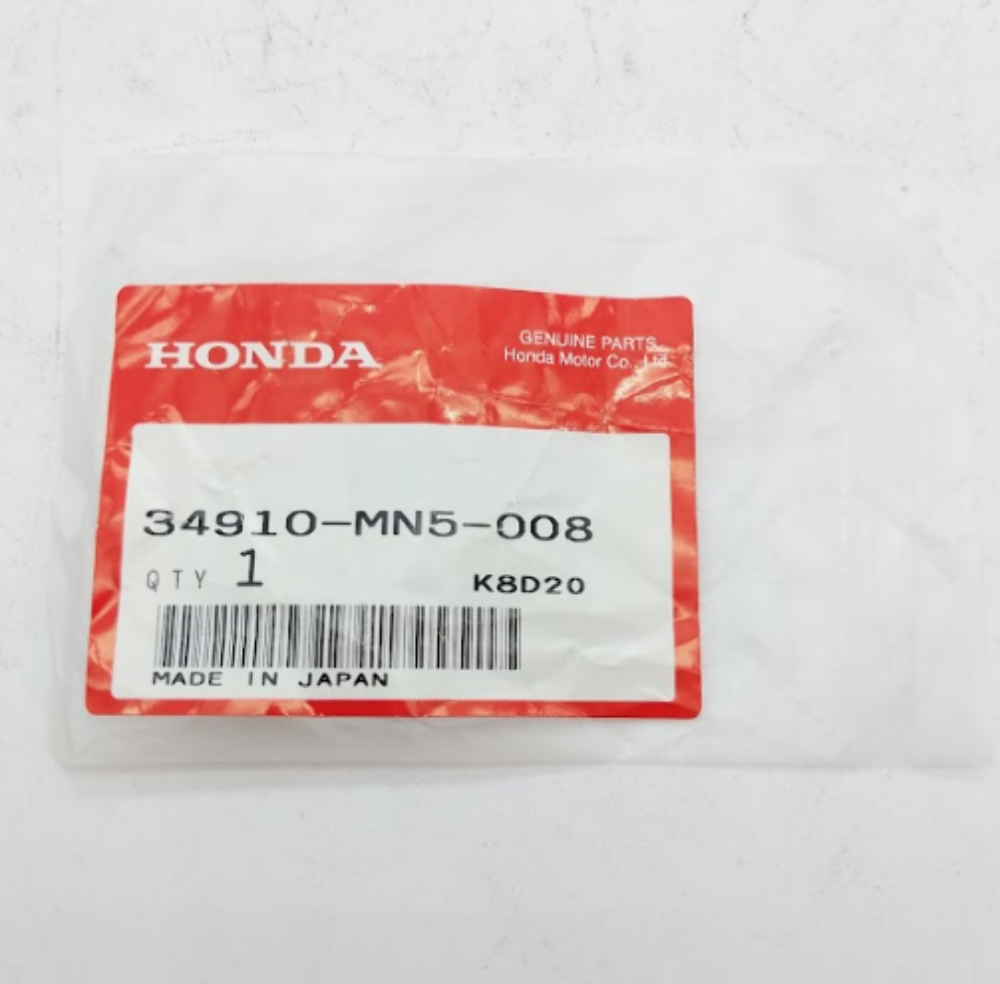 HONDA
GENUINE PARTS
Honda Motor Co., Ltd.
34910-MN5-008
QTY 1
K8D20
MADE IN JAPAN